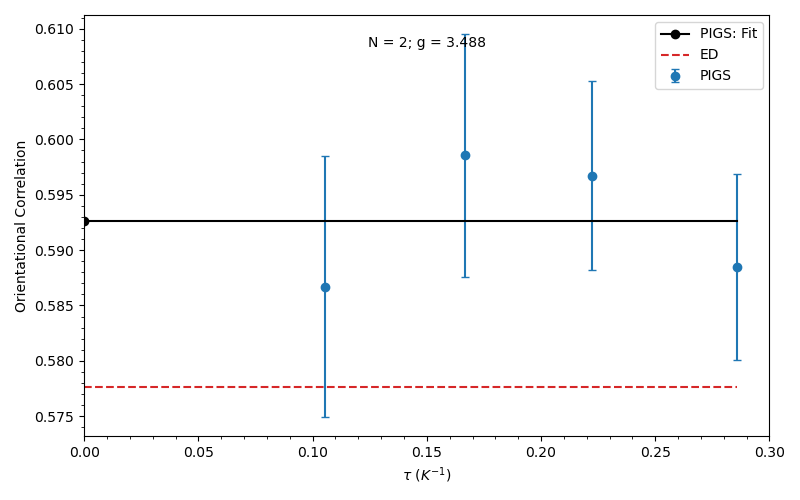 N = 2; g = 3.488
PIGS: Fit
ED
PIGS
Orientational Correlation
0.610
0.605
0.600
0.595
0.590
0.585
0.580
0.575
0.00
0.05
0.10
0.15
0.20
0.25
0.30
τ (K⁻¹)